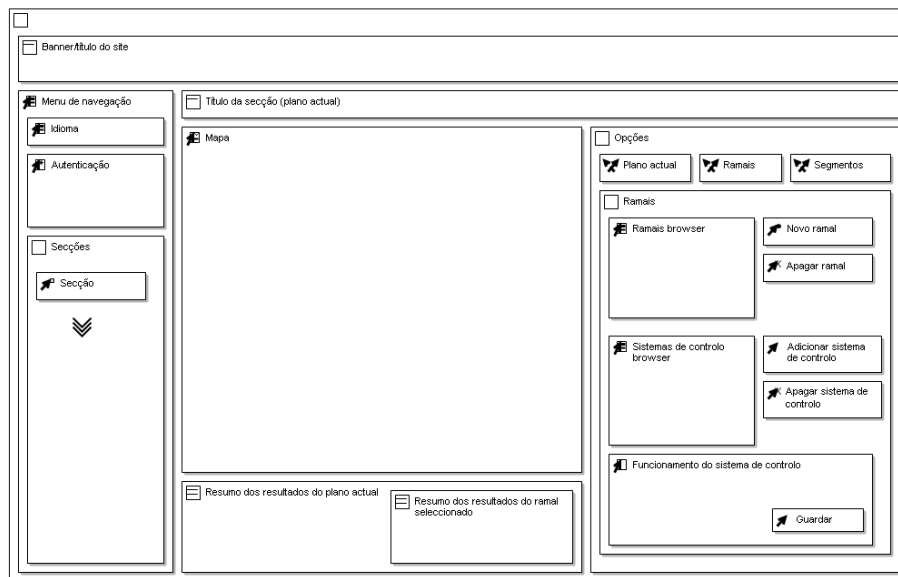 Banner/título do site
Menu de navegação
Idioma
Autenticação
Secções
Secção
Título da secção (plano actual)
Mapa
Resumo dos resultados do plano actual
Resumo dos resultados do ramal
seleccionado
Opções
Plano actual
Ramais
Segmentos
Ramais
Ramais browser
Novo ramal
Apagar ramal
Sistemas de controlo
browser
Adicionar sistema
de controlo
Apagar sistema de
controlo
Funcionamento do sistema de controlo
Guardar